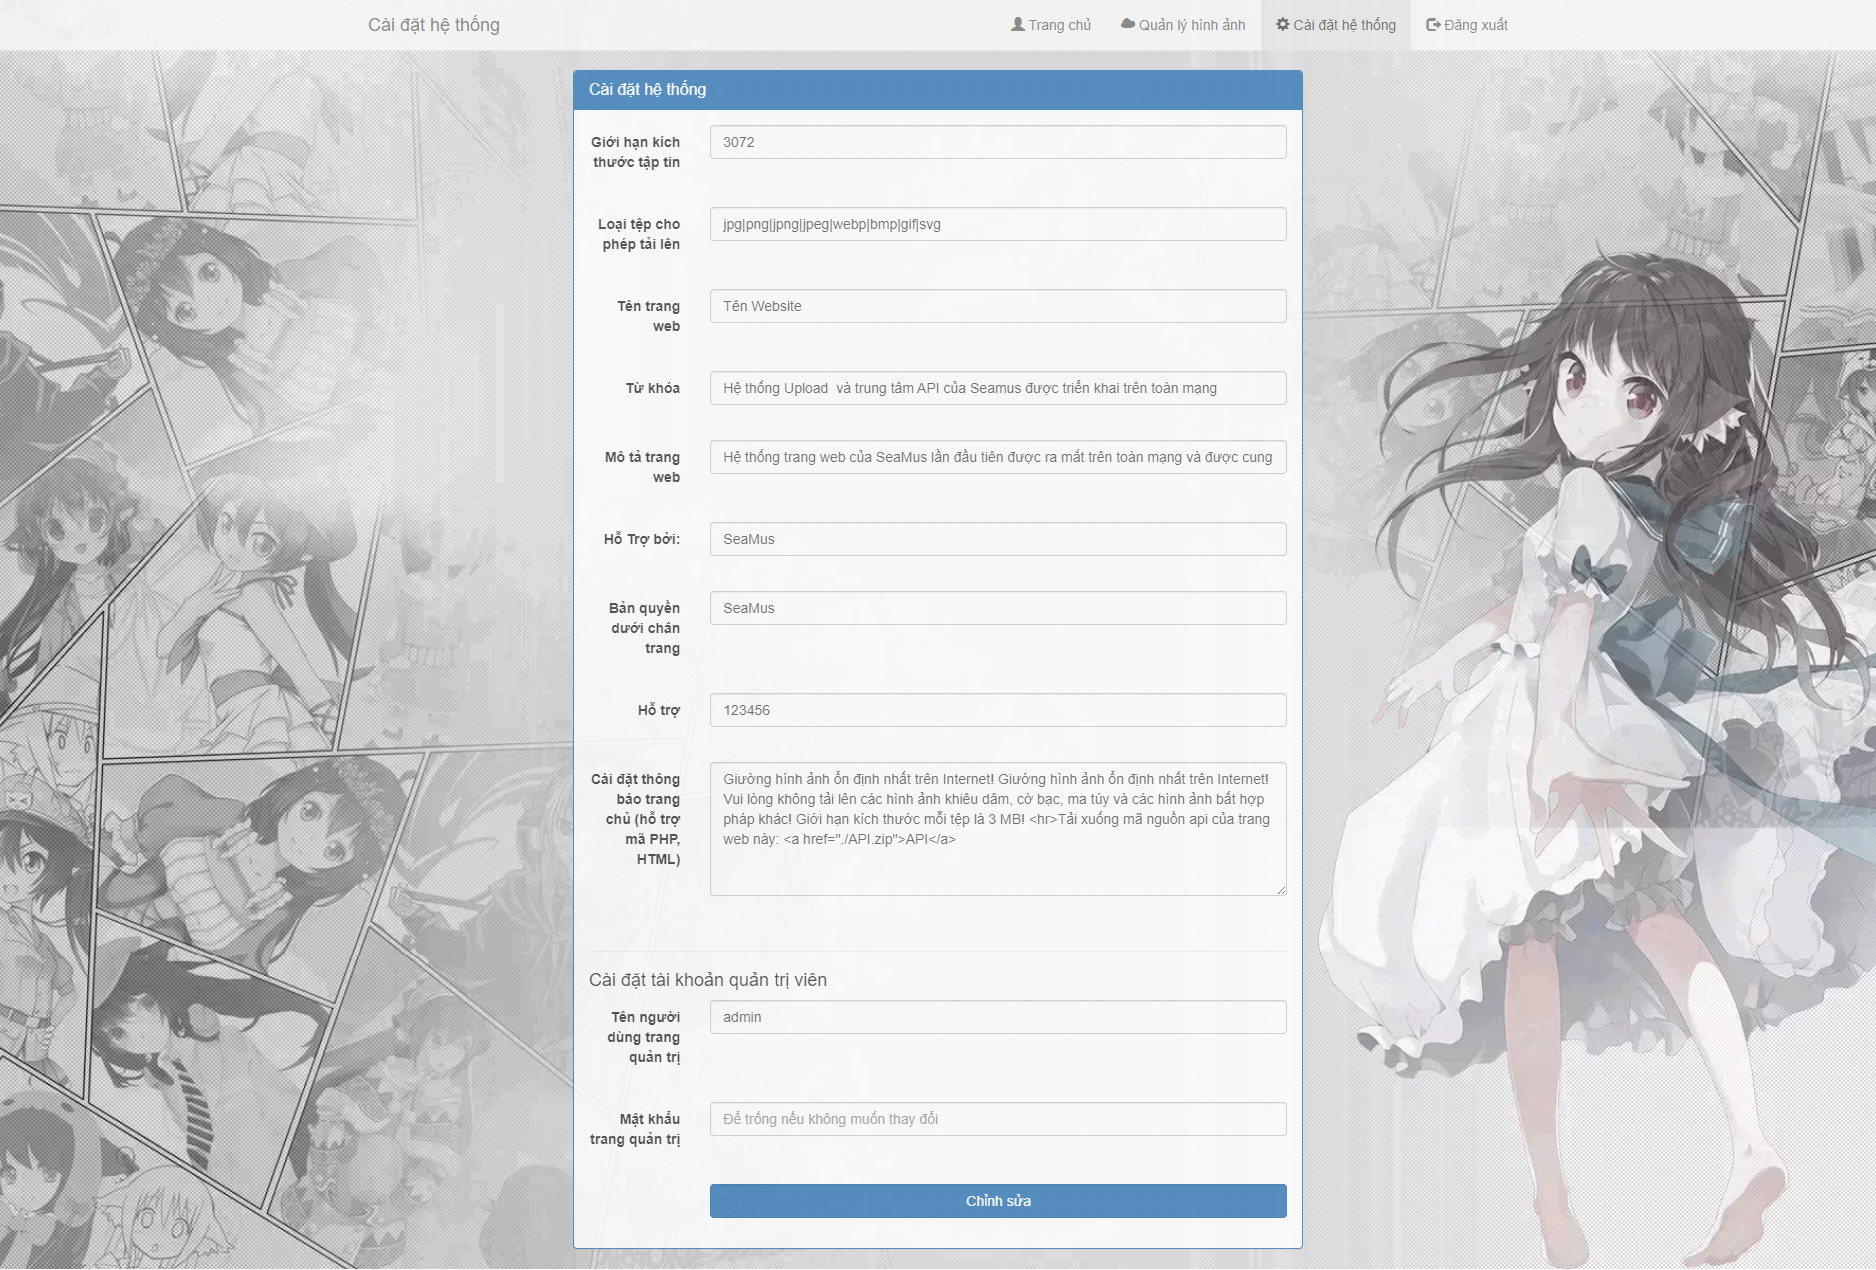 Cài đặt hệ thống
Trang chủ
Quản lý hình ảnh
Cài đặt hệ thống
Đăng xuất
Cài đặt hệ thống
Giới hạn kích
thước tập tin
3072
Loại tệp cho
phép tải lên
jpg|png|jpng|jpeg|webp|bmp|gif|svg
Tên trang
web
Tên Website
Từ khóa
Hệ thống Upload  và trung tâm API của Seamus được triển khai trên toàn mạng
Mô tả trang
web
Hệ thống trang web của SeaMus lần đầu tiên được ra mắt trên toàn mạng và được cung
Hỗ Trợ bởi:
SeaMus
Bản quyền
dưới chân
trang
SeaMus
Hỗ trợ
123456
Cài đặt thông
báo trang
chủ (hỗ trợ
mã PHP,
HTML)
Giường hình ảnh ổn định nhất trên Internet! Giường hình ảnh ổn định nhất trên Internet!
Vui lòng không tải lên các hình ảnh khiêu dâm, cờ bạc, ma túy và các hình ảnh bất hợp
pháp khác! Giới hạn kích thước mỗi tệp là 3 MB! <hr>Tải xuống mã nguồn api của trang
web này: <a href="./API.zip">API</a>
Cài đặt tài khoản quản trị viên
Tên người
dùng trang
quản trị
admin
Mật khẩu
trang quản trị
Để trống nếu không muốn thay đổi
Chỉnh sửa